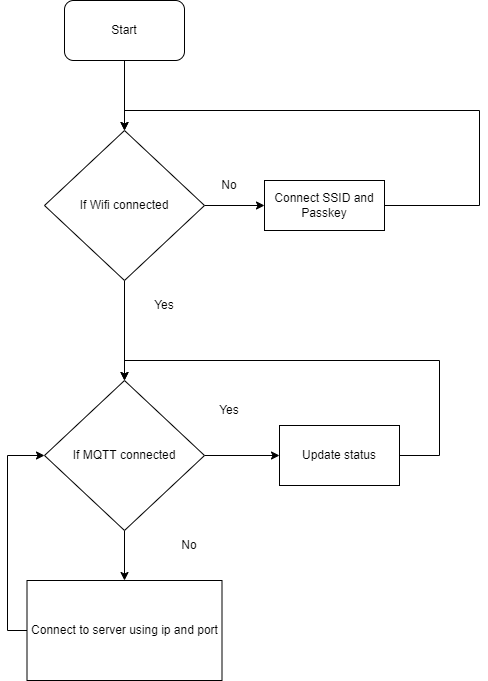 Start
If Wifi connected
No
Connect SSID and
Passkey
Yes
Yes
If MQTT connected
Update status
No
Connect to server using ip and port